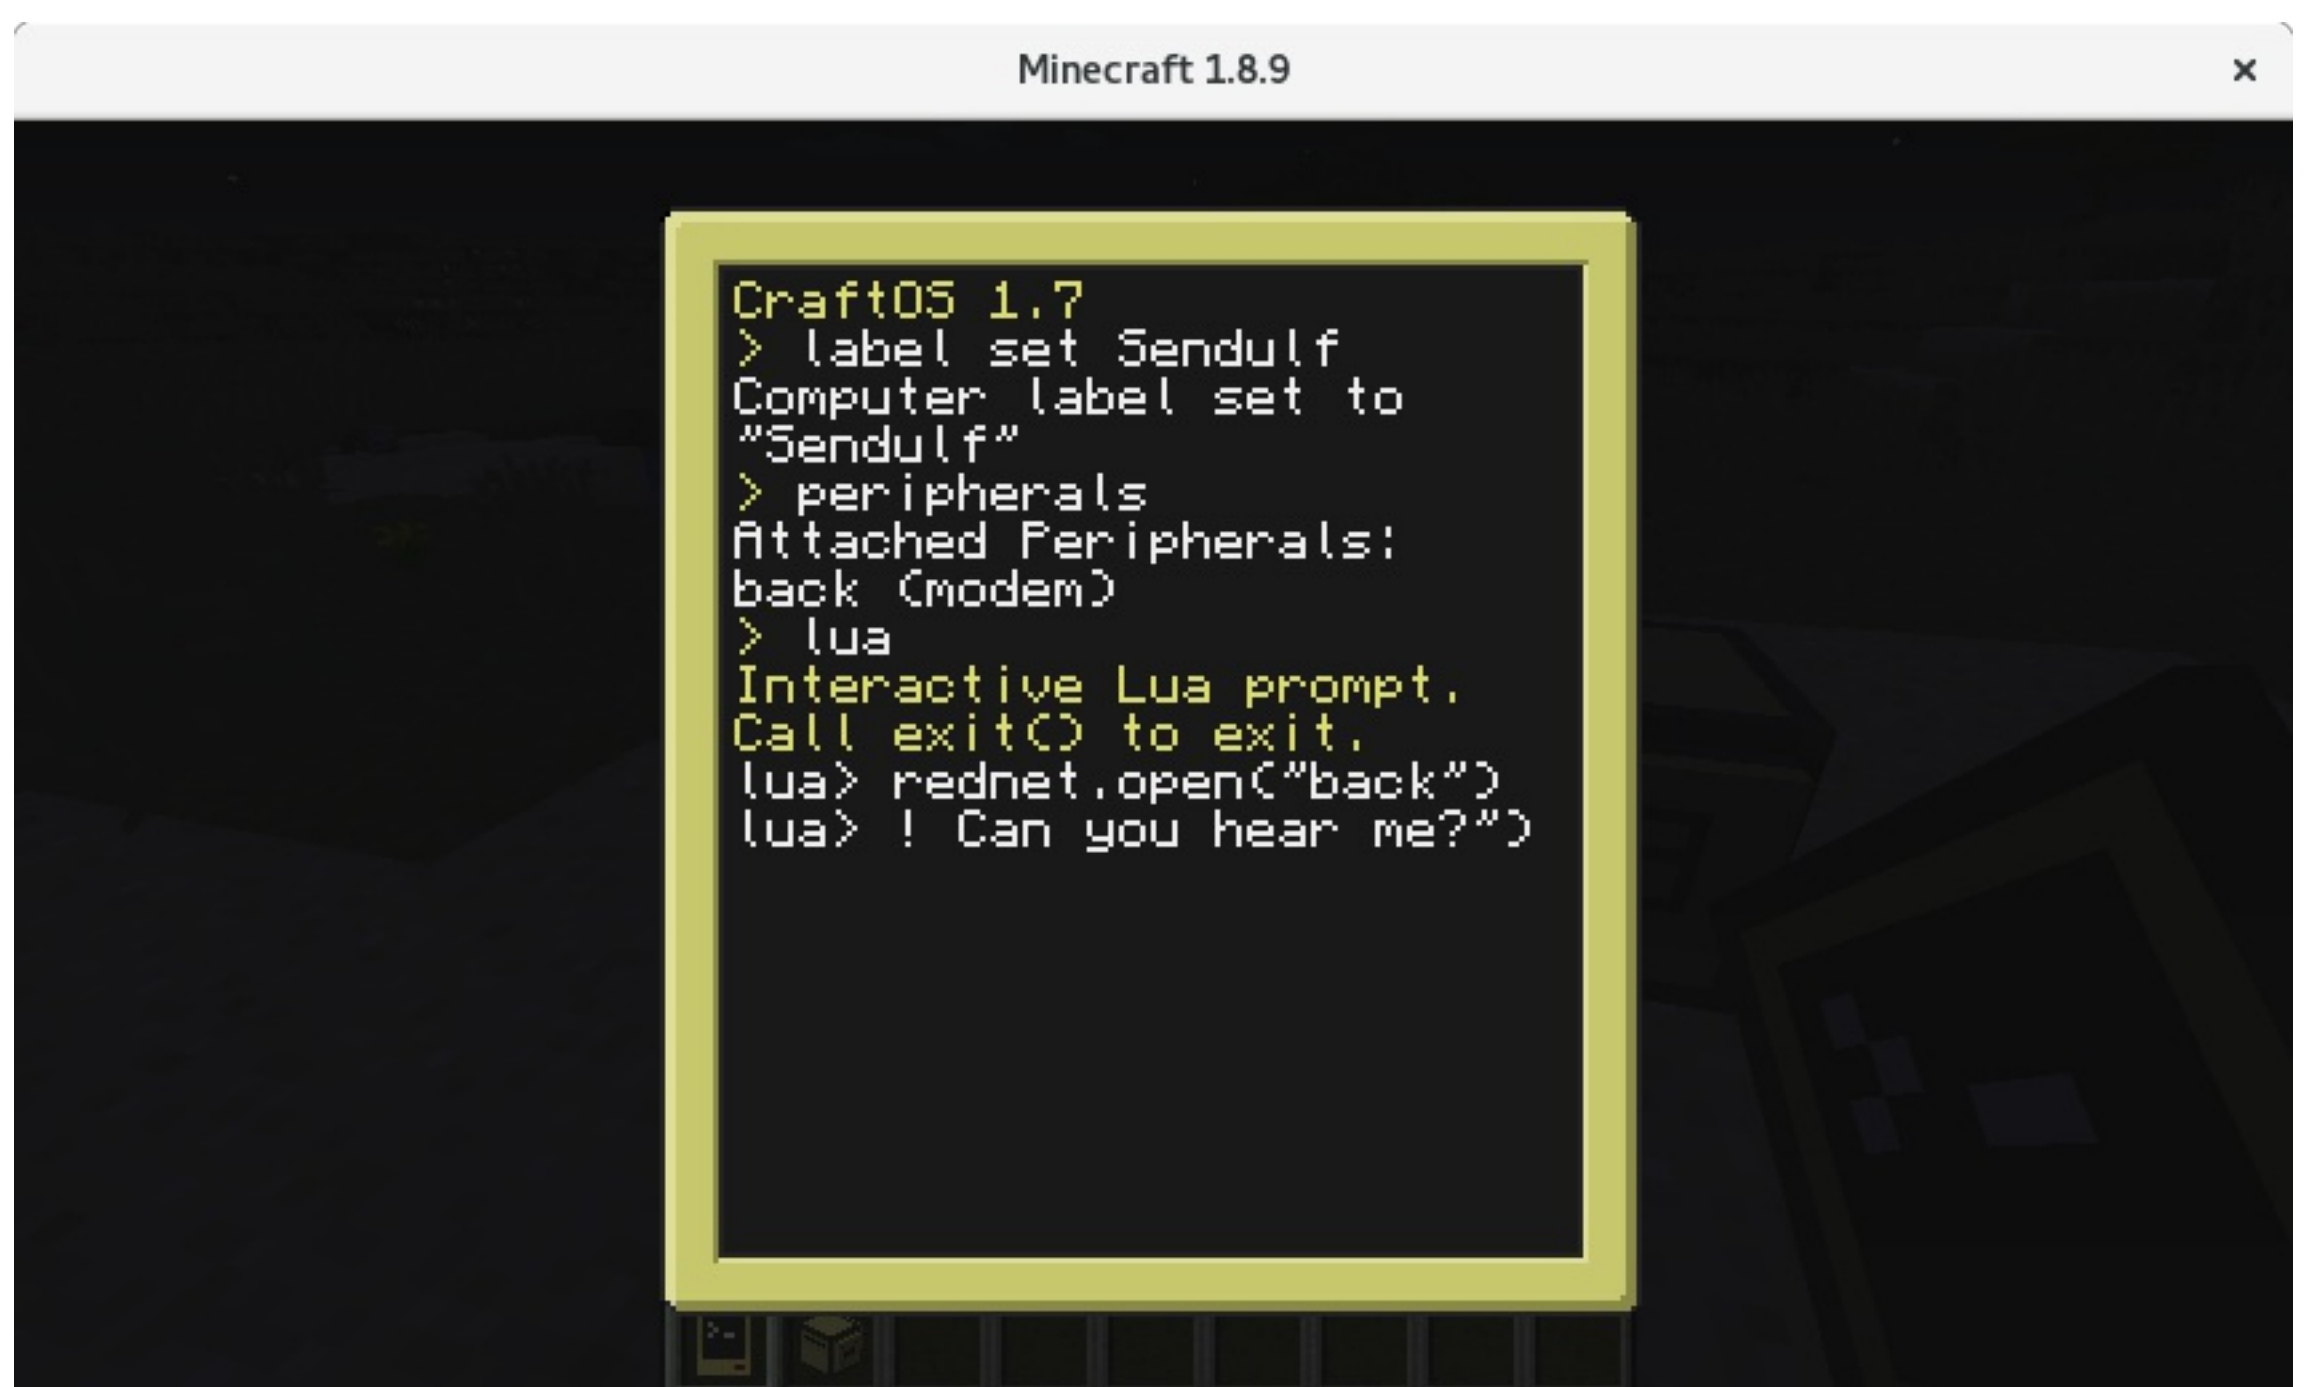 Minecraft 1.8.9
CraftOS 1.7
> label set Sendulf
Computer label set to
"Sendulf"
> peripherals
Attached Peripherals:
back (modem)
> lua
Interactive Lua prompt.
Call exit() to exit.
lua> rednet.open("back")
lua> ! Can you hear me?")